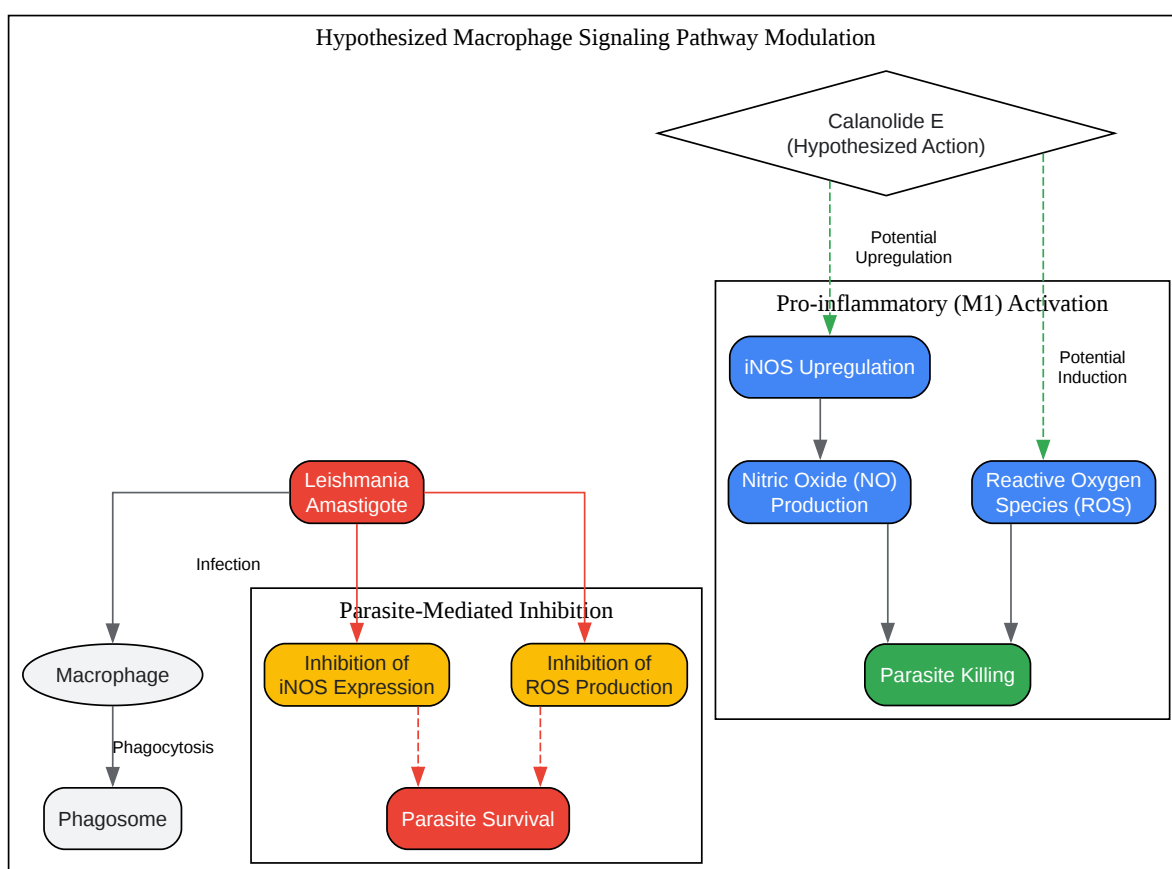 Hypothesized Macrophage Signaling Pathway Modulation
Calanolide E
(Hypothesized Action)
Potential
Upregulation
Pro-inflammatory (M1) Activation
iNOS Upregulation
Potential
Induction
Leishmania
Amastigote
Nitric Oxide (NO)
Production
Reactive Oxygen
Species (ROS)
Infection
Parasite-Mediated Inhibition
Macrophage
Inhibition of
iNOS Expression
Inhibition of
ROS Production
Parasite Killing
Phagocytosis
Phagosome
Parasite Survival